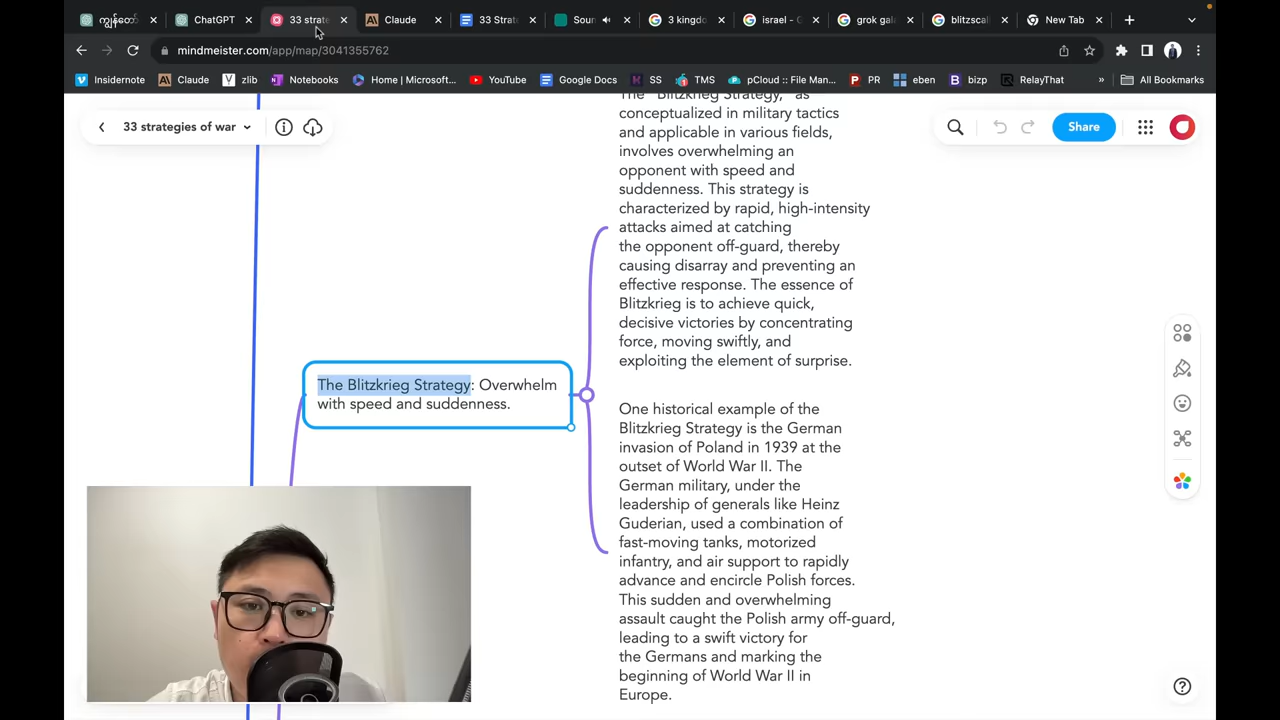 ကျွန်တော်
ChatGPT
33 strate
Claude
33 Strat
Soun
3 kingdo
israel - G
grok gal
blitzscal
New Tab
mindmeister.com/app/map/3041355762
Insidernote
Claude
zlib
Notebooks
Home | Microsoft...
YouTube
Google Docs
SS
TMS
pCloud:: File Man...
PR
eben
bizp
RelayThat
»
All Bookmarks
33 strategies of war
Share
The "Blitzkrieg Strategy," as
conceptualized in military tactics
and applicable in various fields,
involves overwhelming an
opponent with speed and
suddenness. This strategy is
characterized by rapid, high-intensity
attacks aimed at catching
the opponent off-guard, thereby
causing disarray and preventing an
effective response. The essence of
Blitzkrieg is to achieve quick,
decisive victories by concentrating
force, moving swiftly, and
exploiting the element of surprise.
The Blitzkrieg Strategy: Overwhelm
with speed and suddenness.
One historical example of the
Blitzkrieg Strategy is the German
invasion of Poland in 1939 at the
outset of World War II. The
German military, under the
leadership of generals like Heinz
Guderian, used a combination of
fast-moving tanks, motorized
infantry, and air support to rapidly
advance and encircle Polish forces.
This sudden and overwhelming
assault caught the Polish army off-guard,
leading to a swift victory for
the Germans and marking the
beginning of World War II in
Europe.